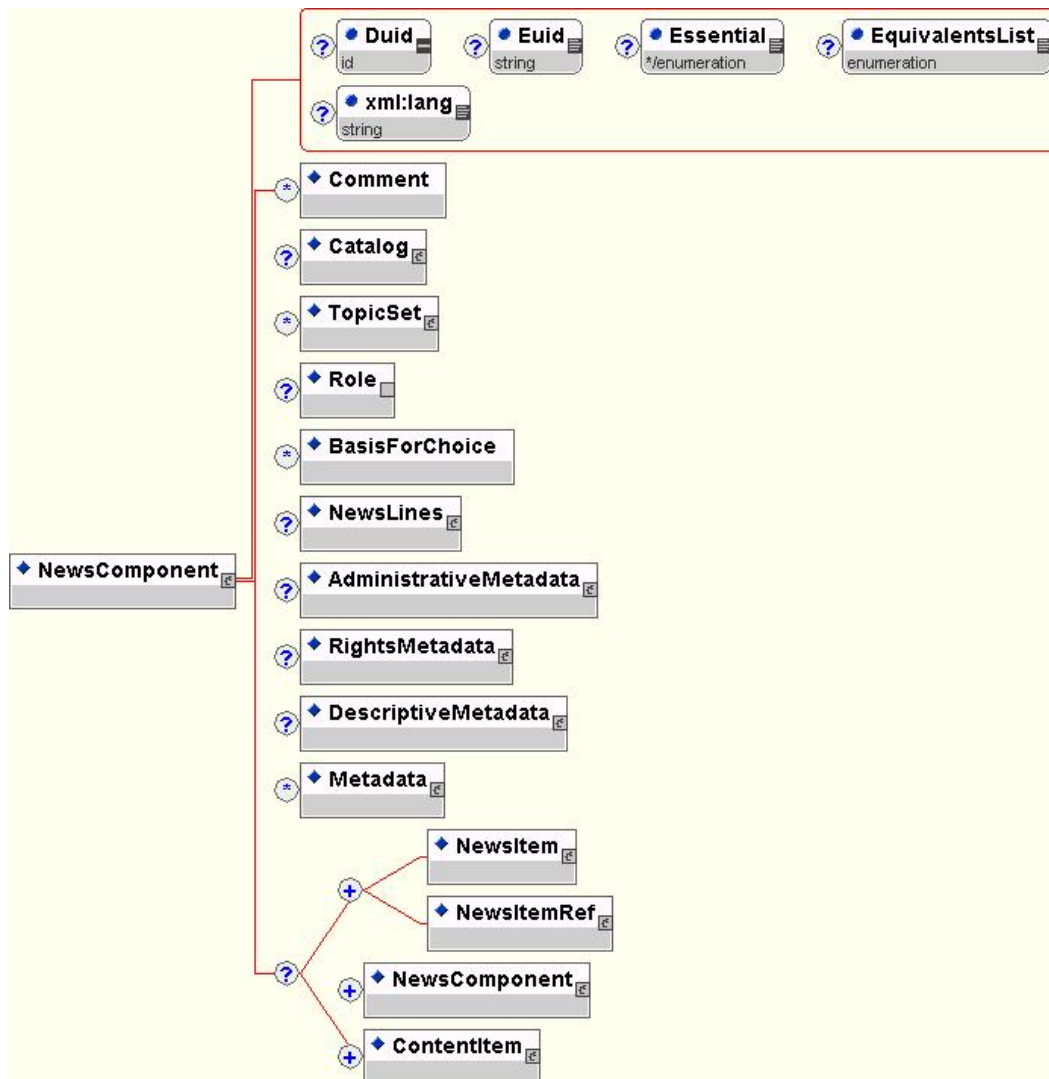 ? Duid ? Euid ? Essential ? EquivalentsList
id string */enumeration enumeration
? xml:lang
string
* Comment
? Catalog
* TopicSet
? Role
* BasisForChoice
? NewsLines
NewsComponent
? AdministrativeMetadata
? RightsMetadata
? DescriptiveMetadata
* Metadata
NewsItem
+
NewsItemRef
?
+ NewsComponent
+ ContentItem